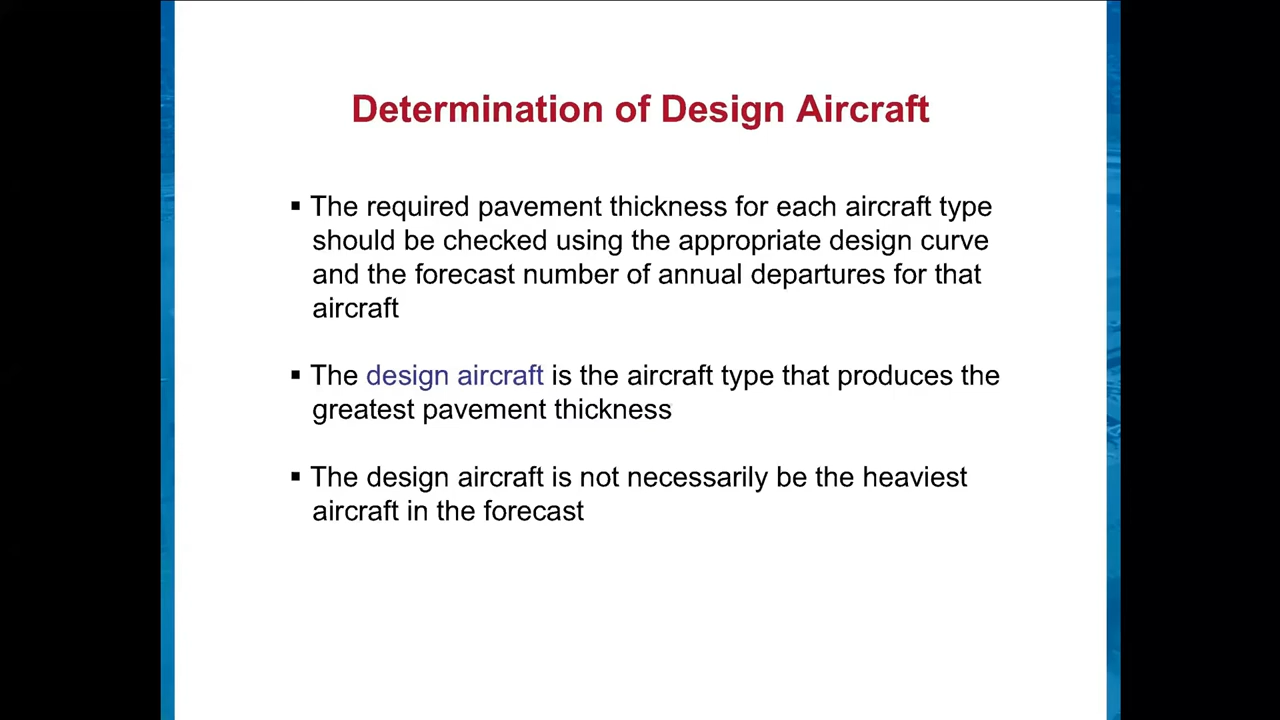 Determination of Design Aircraft
▪ The required pavement thickness for each aircraft type
should be checked using the appropriate design curve
and the forecast number of annual departures for that
aircraft
▪ The design aircraft is the aircraft type that produces the
greatest pavement thickness
▪ The design aircraft is not necessarily be the heaviest
aircraft in the forecast